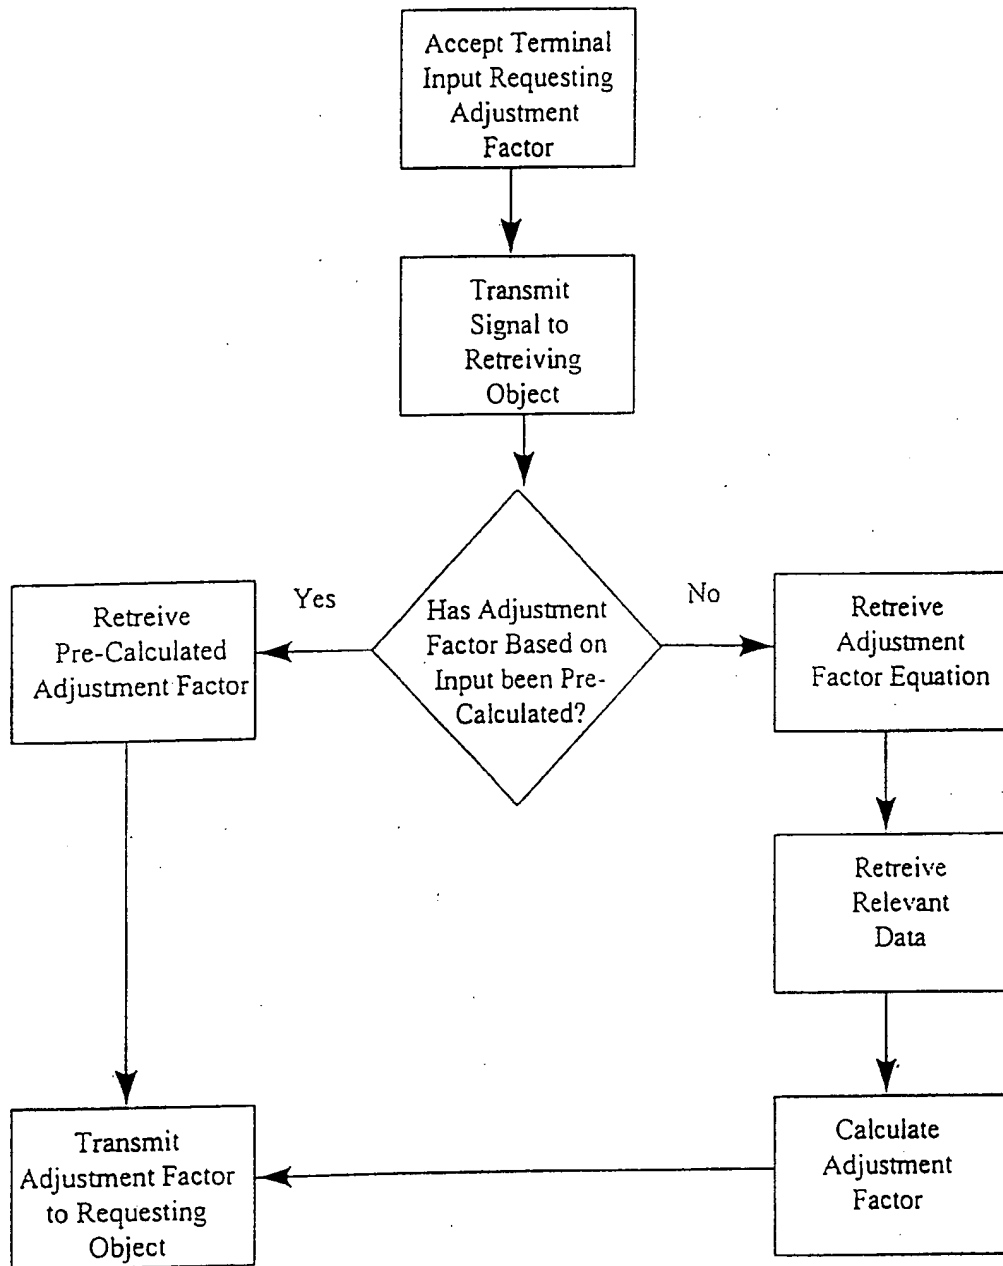 Accept Terminal
Input Requesting
Adjustment
Factor
Transmit
Signal to
Retreiving
Object
Yes
No
Has Adjustment
Factor Based on
Input been Pre-
Calculated?
Retreive
Pre-Calculated
Adjustment Factor
Retreive
Adjustment
Factor Equation
Retreive
Relevant
Data
Calculate
Adjustment
Factor
Transmit
Adjustment Factor
to Requesting
Object